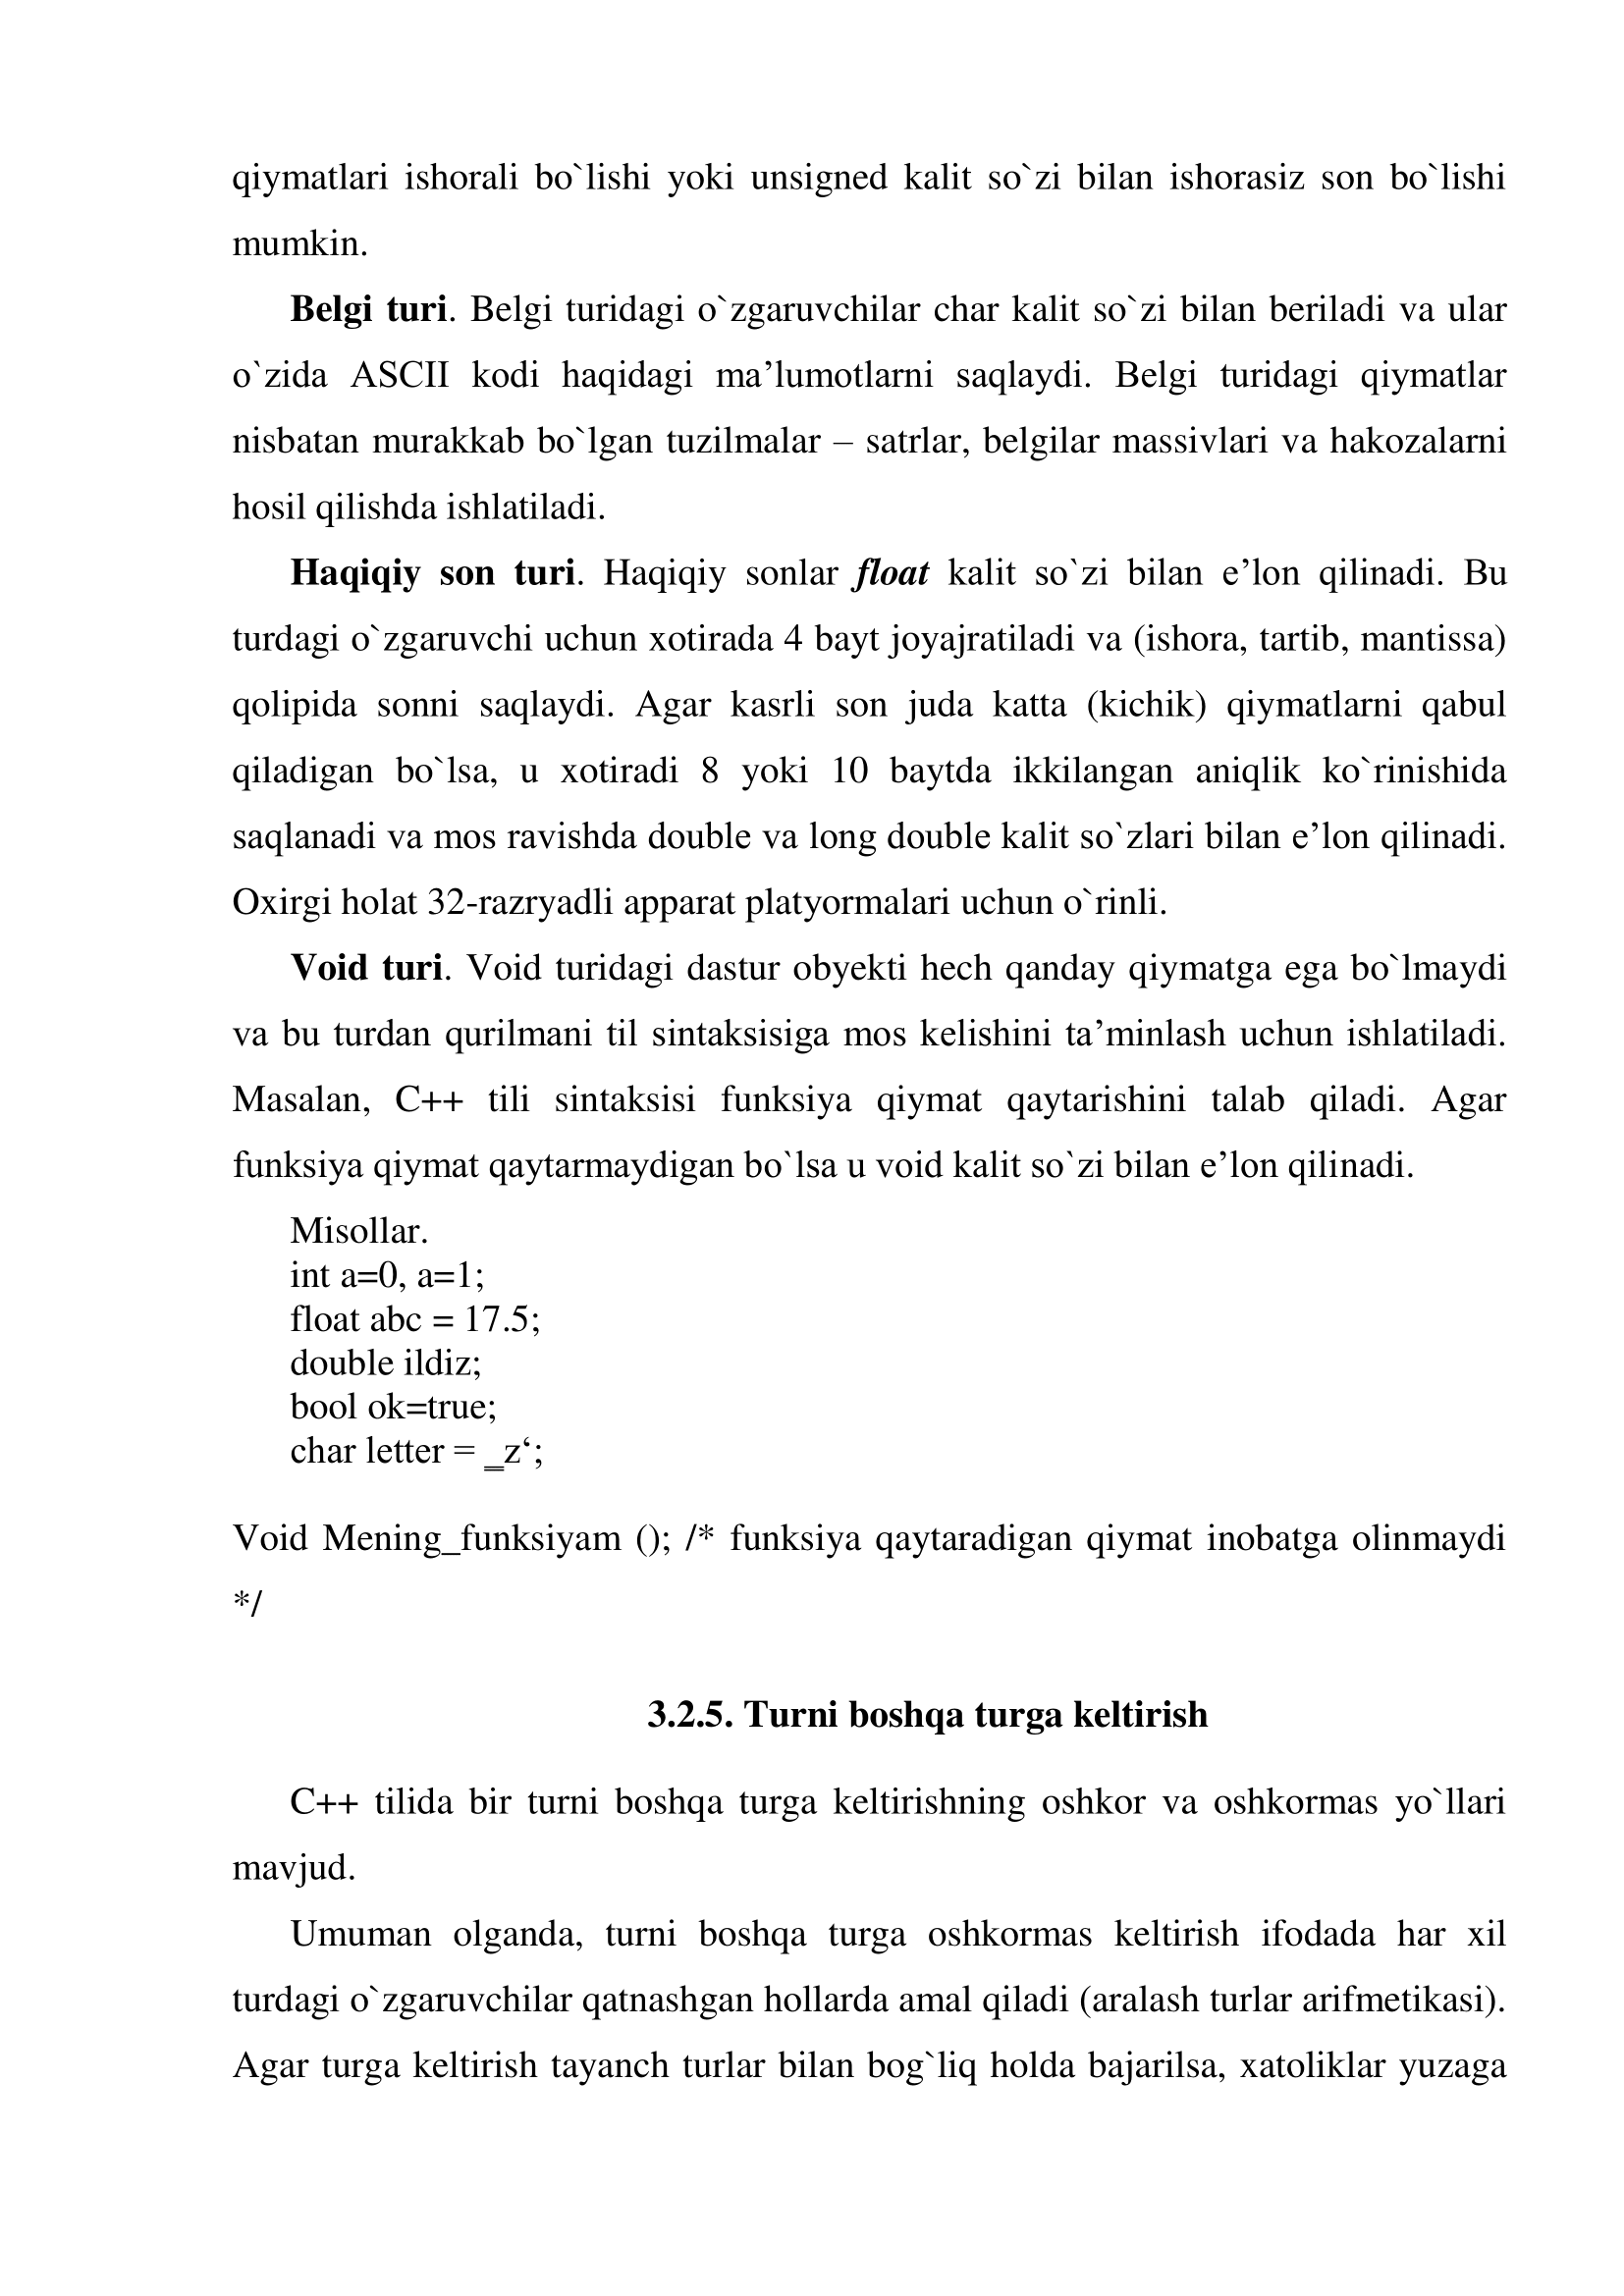 qiymatlari ishorali bo`lishi yoki unsigned kalit so`zi bilan ishorasiz son bo`lishi
mumkin.
Belgi turi. Belgi turidagi o`zgaruvchilar char kalit so`zi bilan beriladi va ular
o`zida ASCII kodi haqidagi ma’lumotlarni saqlaydi. Belgi turidagi qiymatlar
nisbatan murakkab bo`lgan tuzilmalar – satrlar, belgilar massivlari va hakozalarni
hosil qilishda ishlatiladi.
Haqiqiy son turi. Haqiqiy sonlar float kalit so`zi bilan e’lon qilinadi. Bu
turdagi o`zgaruvchi uchun xotirada 4 bayt joyajratiladi va (ishora, tartib, mantissa)
qolipida sonni saqlaydi. Agar kasrli son juda katta (kichik) qiymatlarni qabul
qiladigan bo`lsa, u xotiradi 8 yoki 10 baytda ikkilangan aniqlik ko`rinishida
saqlanadi va mos ravishda double va long double kalit so`zlari bilan e’lon qilinadi.
Oxirgi holat 32-razryadli apparat platyormalari uchun o`rinli.
Void turi. Void turidagi dastur obyekti hech qanday qiymatga ega bo`lmaydi
va bu turdan qurilmani til sintaksisiga mos kelishini ta’minlash uchun ishlatiladi.
Masalan, C++ tili sintaksisi funksiya qiymat qaytarishini talab qiladi. Agar
funksiya qiymat qaytarmaydigan bo`lsa u void kalit so`zi bilan e’lon qilinadi.
Misollar.
int a=0, a=1;
float abc = 17.5;
double ildiz;
bool ok=true;
char letter = ‗z‘;
Void Mening_funksiyam (); /* funksiya qaytaradigan qiymat inobatga olinmaydi
*/
3.2.5. Turni boshqa turga keltirish
C++ tilida bir turni boshqa turga keltirishning oshkor va oshkormas yo`llari
mavjud.
Umuman olganda, turni boshqa turga oshkormas keltirish ifodada har xil
turdagi o`zgaruvchilar qatnashgan hollarda amal qiladi (aralash turlar arifmetikasi).
Agar turga keltirish tayanch turlar bilan bog`liq holda bajarilsa, xatoliklar yuzaga